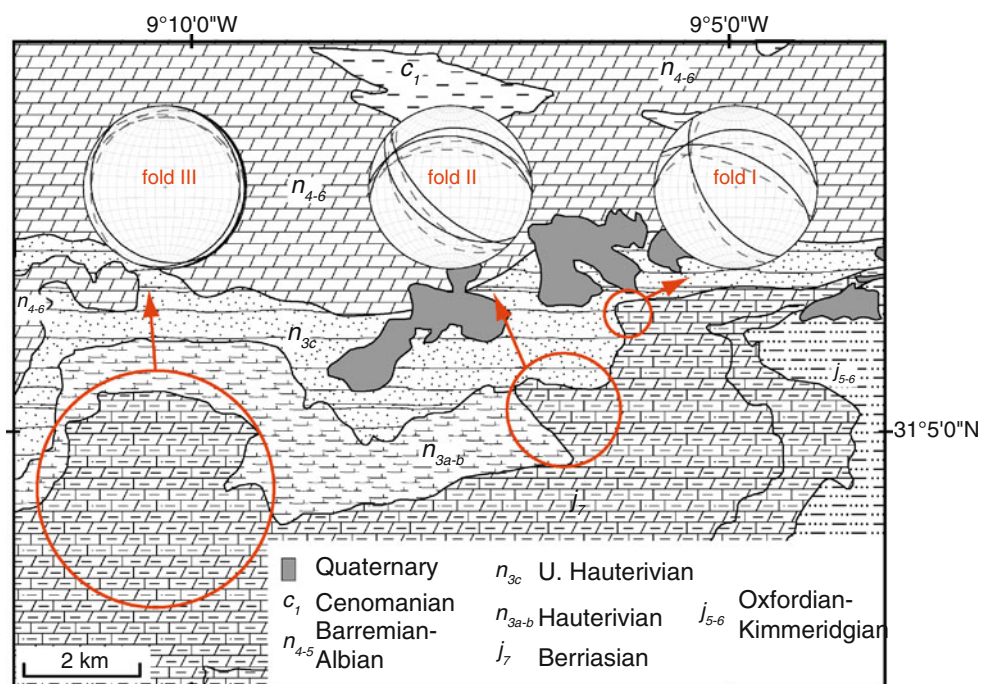 9°10'0"W 9°5'0"W
c1
n4-6
fold III fold II fold I
n4-6
n4-6
n3c
j5-6
31°5'0"N
n3a-b
j7
Quaternary n3c U. Hauterivian
c1 Cenomanian n3a-b Hauterivian j5-6 Oxfordian-
Kimmeridgian
n4-5 Barremian-
Albian j7 Berriasian
2 km